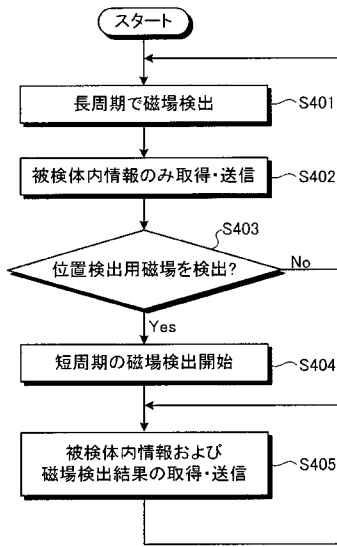 スタート
長周期で磁場検出
S401
被検体内情報のみ取得・送信
S402
S403
位置検出用磁場を検出?
No
Yes
短周期の磁場検出開始
S404
被検体内情報および
磁場検出結果の取得・送信
S405